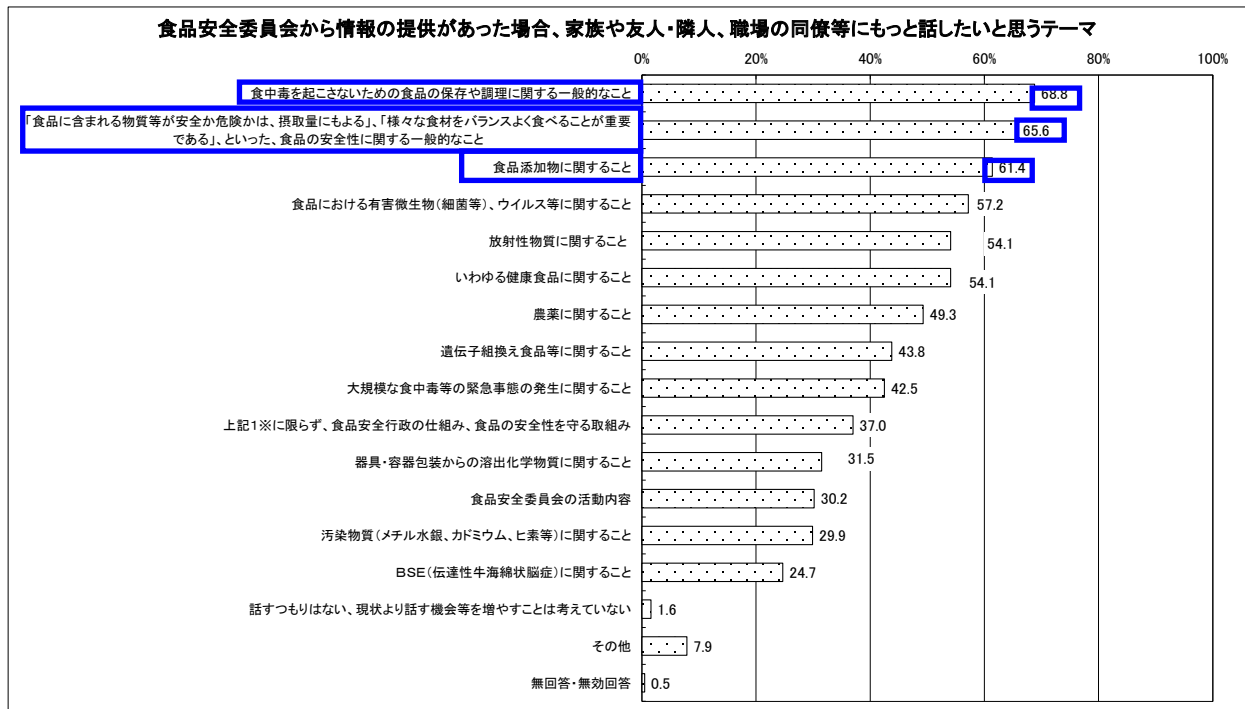 食品安全委員会から情報の提供があった場合、家族や友人・隣人、職場の同僚等にもっと話したいと思うテーマ
0% 20% 40% 60% 80% 100%
食中毒を起こさないための食品の保存や調理に関する一般的なこと 68.8
「食品に含まれる物質等が安全か危険かは、摂取量にもよる」、「様々な食材をバランスよく食べることが重要
である」、といった、食品の安全性に関する一般的なこと 65.6
食品添加物に関すること 61.4
食品における有害微生物(細菌等)、ウイルス等に関すること 57.2
放射性物質に関すること 54.1
いわゆる健康食品に関すること 54.1
農薬に関すること 49.3
遺伝子組換え食品等に関すること 43.8
大規模な食中毒等の緊急事態の発生に関すること 42.5
上記1※に限らず、食品安全行政の仕組み、食品の安全性を守る取組み 37.0
器具・容器包装からの溶出化学物質に関すること 31.5
食品安全委員会の活動内容 30.2
汚染物質(メチル水銀、カドミウム、ヒ素等)に関すること 29.9
BSE(伝達性牛海綿状脳症)に関すること 24.7
話すつもりはない、現状より話す機会等を増やすことは考えていない 1.6
その他 7.9
無回答・無効回答 0.5